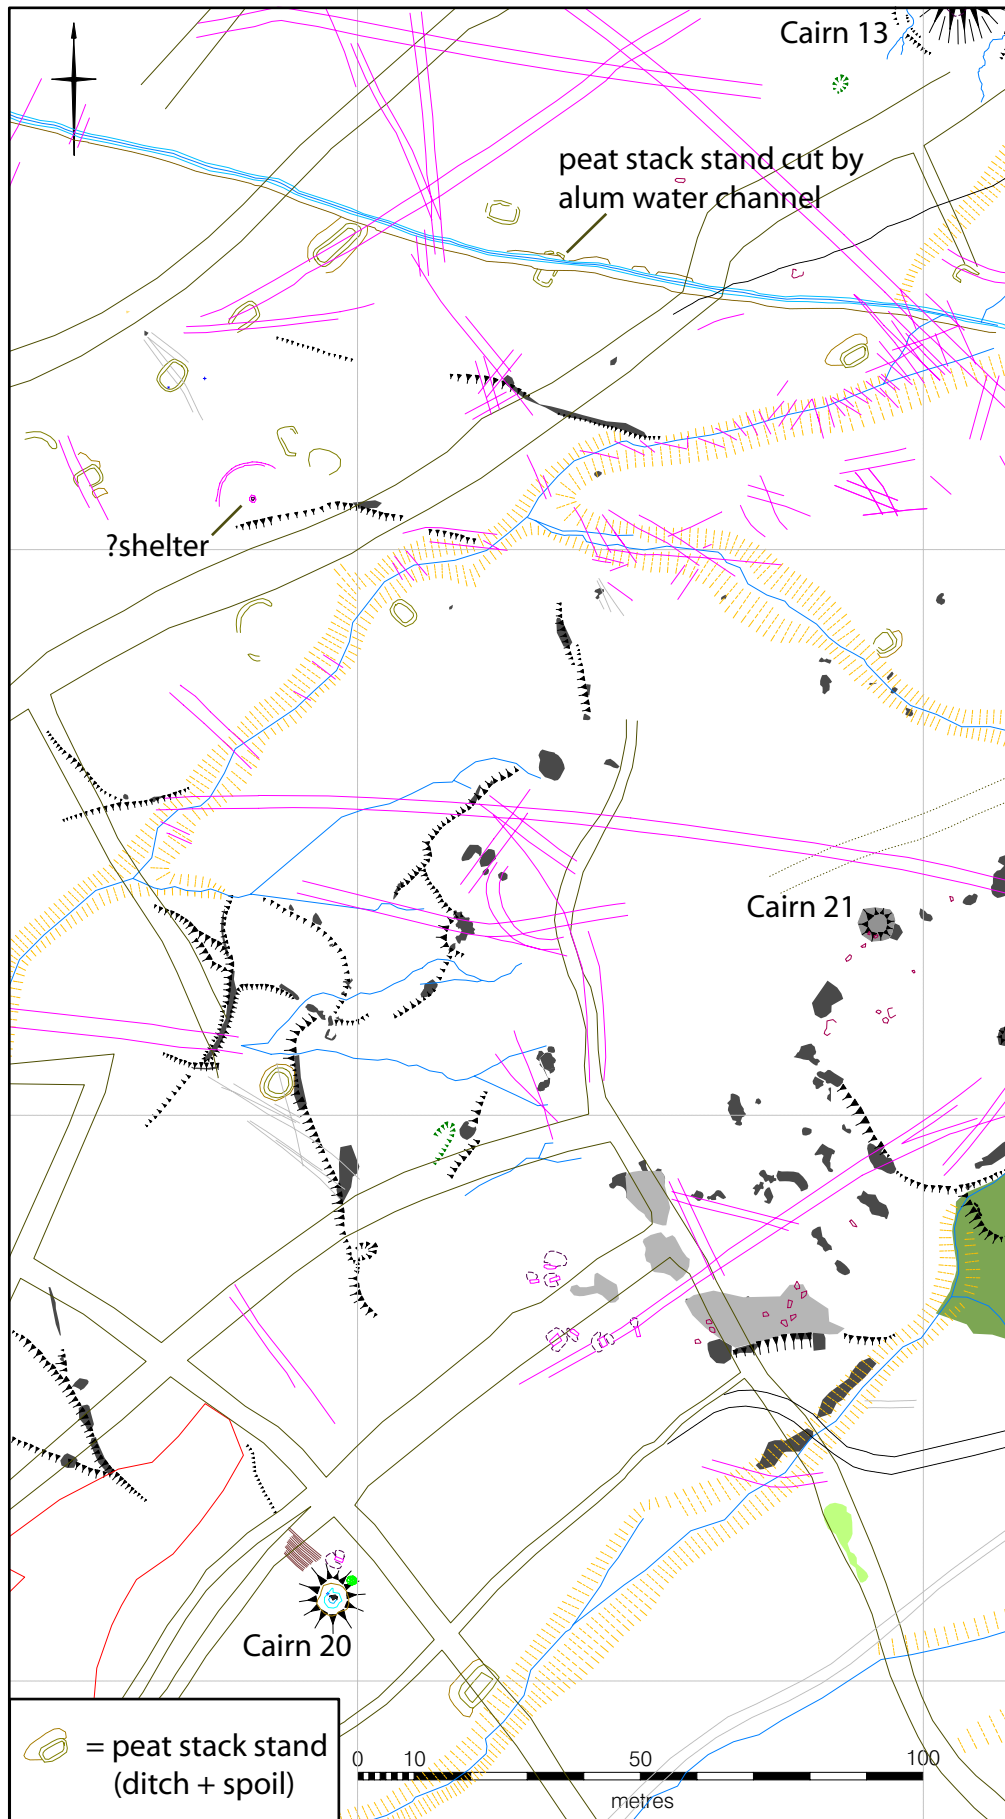 Cairn 13
peat stack stand cut by
alum water channel
?shelter
Cairn 21
Cairn 20
= peat stack stand
(ditch + spoil)
0 10 50 100
metres